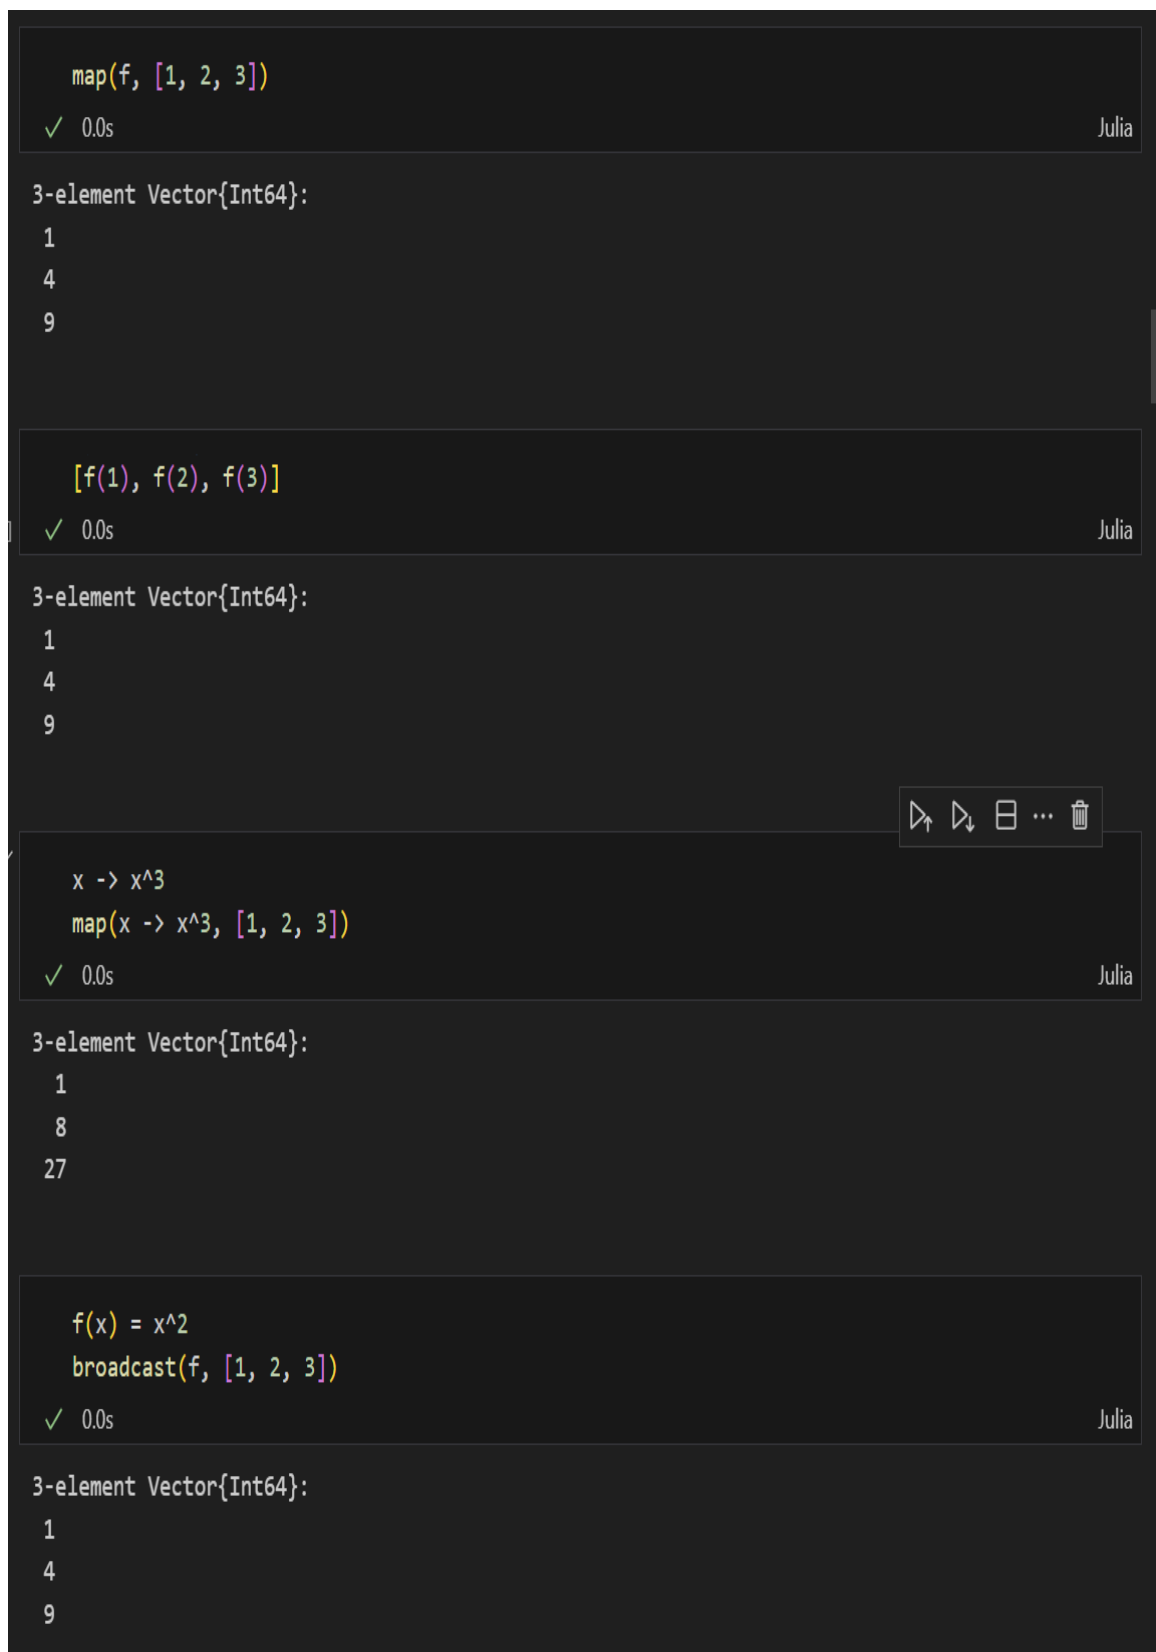 map(f, [1, 2, 3])
0.0s
Julia
3-element Vector{Int64}:
1
4
9
[f(1), f(2), f(3)]
0.0s
Julia
3-element Vector{Int64}:
1
4
9
x -> x^3
map(x -> x^3, [1, 2, 3])
0.0s
Julia
3-element Vector{Int64}:
1
8
27
f(x) = x^2
broadcast(f, [1, 2, 3])
0.0s
Julia
3-element Vector{Int64}:
1
4
9